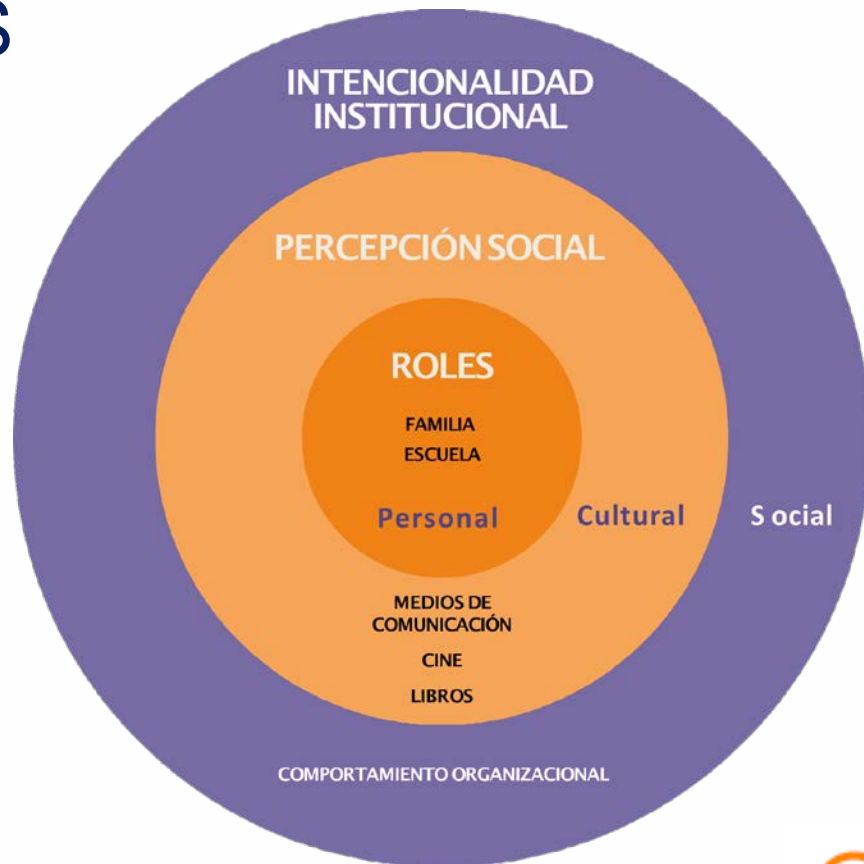 S
INTENCIONALIDAD
INSTITUCIONAL
PERCEPCIÓN SOCIAL
ROLES
FAMILIA
ESCUELA
Personal Cultural S ocial
MEDIOS DE
COMUNICACIÓN
CINE
LIBROS
COMPORTAMIENTO ORGANIZACIONAL